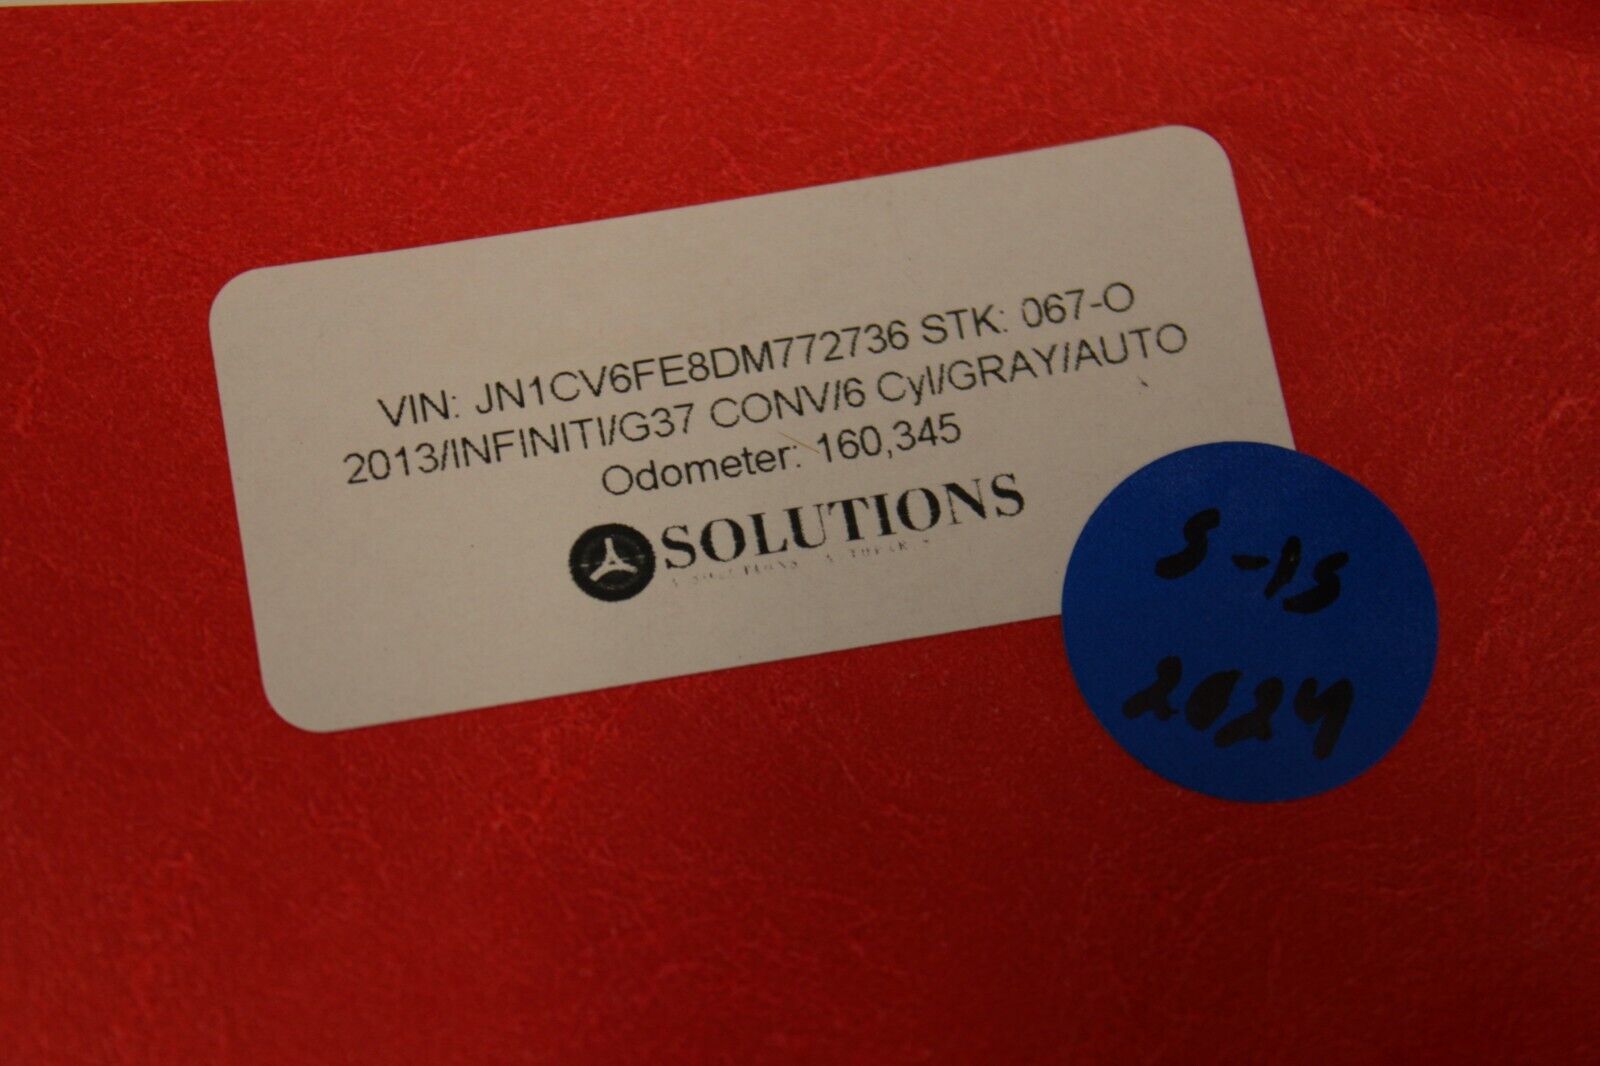 VIN: JN1CV6FE8DM772736 STK: 067-O
2013/INFINITI/G37 CONV/6 Cyl/GRAY/AUTO
Odometer: 160,345
SOLUTIONS
5-15
2024